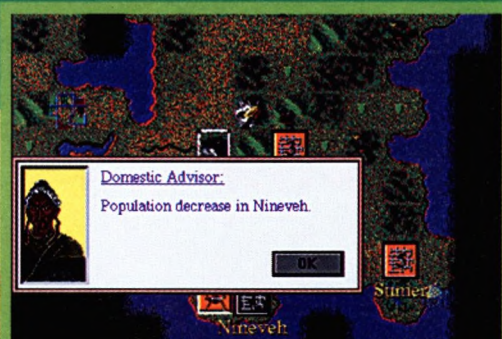 Domestic Advisor:
Population decrease in Nineveh.
OK
Sumer
Nineveh